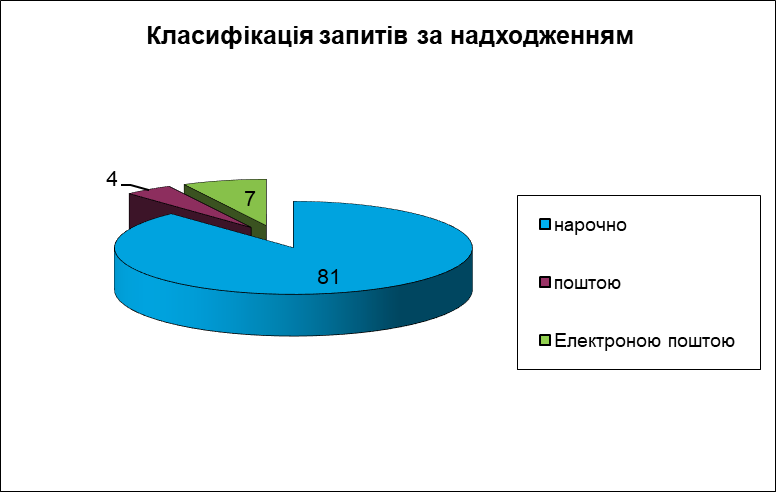 Класифікація запитів за надходженням
4
7
81
нарочно
поштою
Електроною поштою